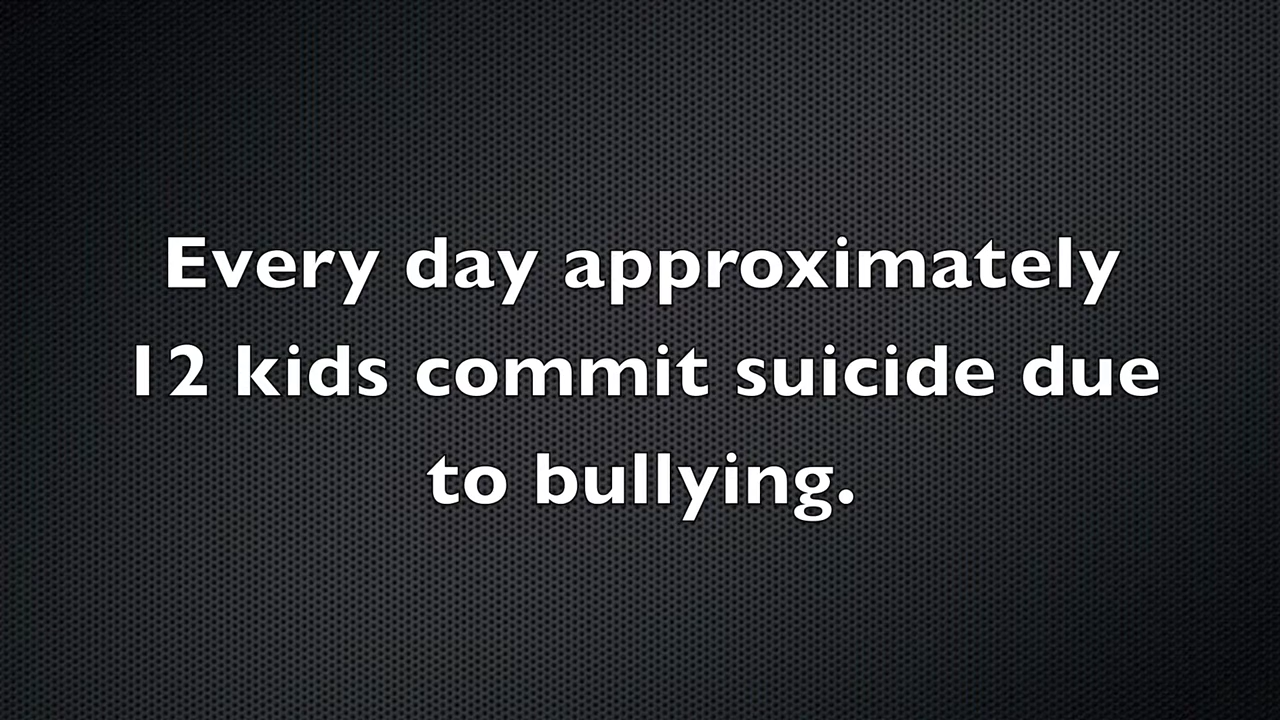 Every day approximately
12 kids commit suicide due
to bullying.